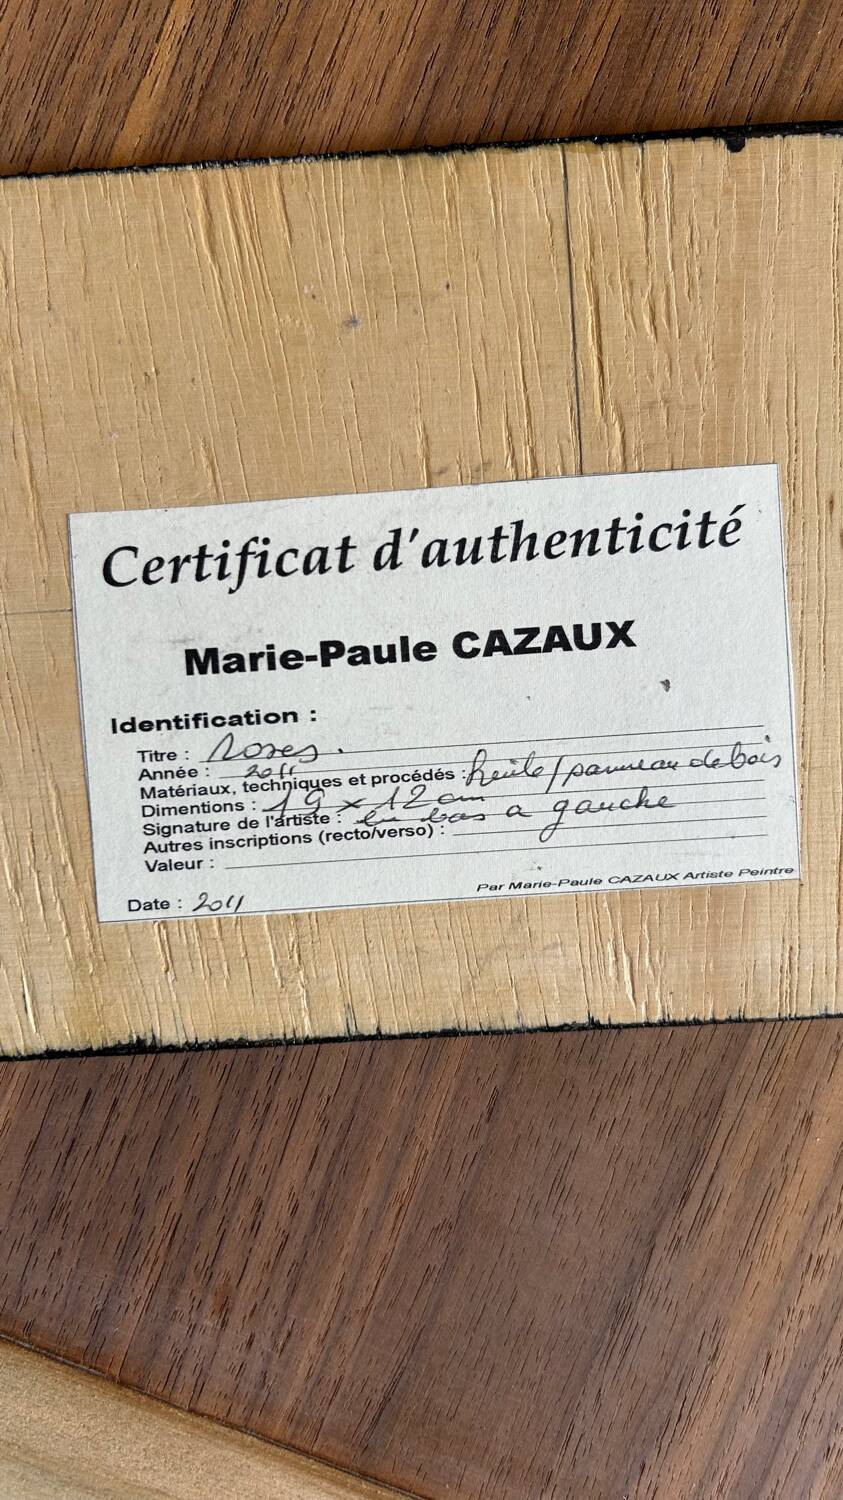 Certificat d'authenticité
Marie-Paule CAZAUX
Identification :
Titre : Roses.
Année : 2011
Matériaux, techniques et procédés : huile/panneau de bois
Dimentions : 19 x 12 cm
Signature de l'artiste : en bas a gauche
Autres inscriptions (recto/verso) :
Valeur :
Par Marie-Paule CAZAUX Artiste Peintre
Date : 2011